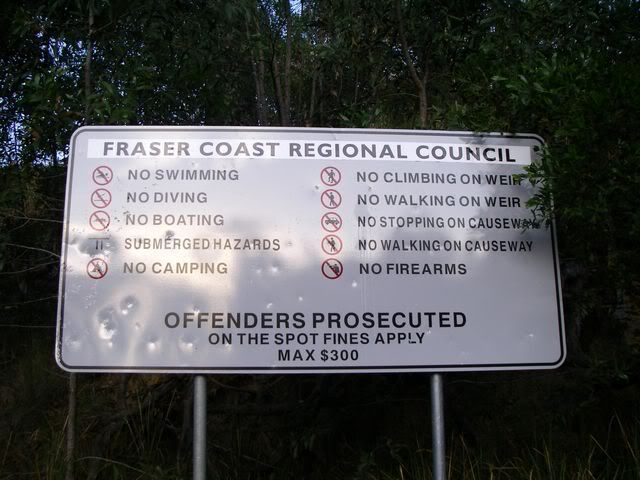 FRASER COAST REGIONAL COUNCIL
NO SWIMMING
NO DIVING
NO BOATING
SUBMERGED HAZARDS
NO CAMPING
NO CLIMBING ON WEIR
NO WALKING ON WEIR
NO STOPPING ON CAUSEWAY
NO WALKING ON CAUSEWAY
NO FIREARMS
OFFENDERS PROSECUTED
ON THE SPOT FINES APPLY
MAX $300